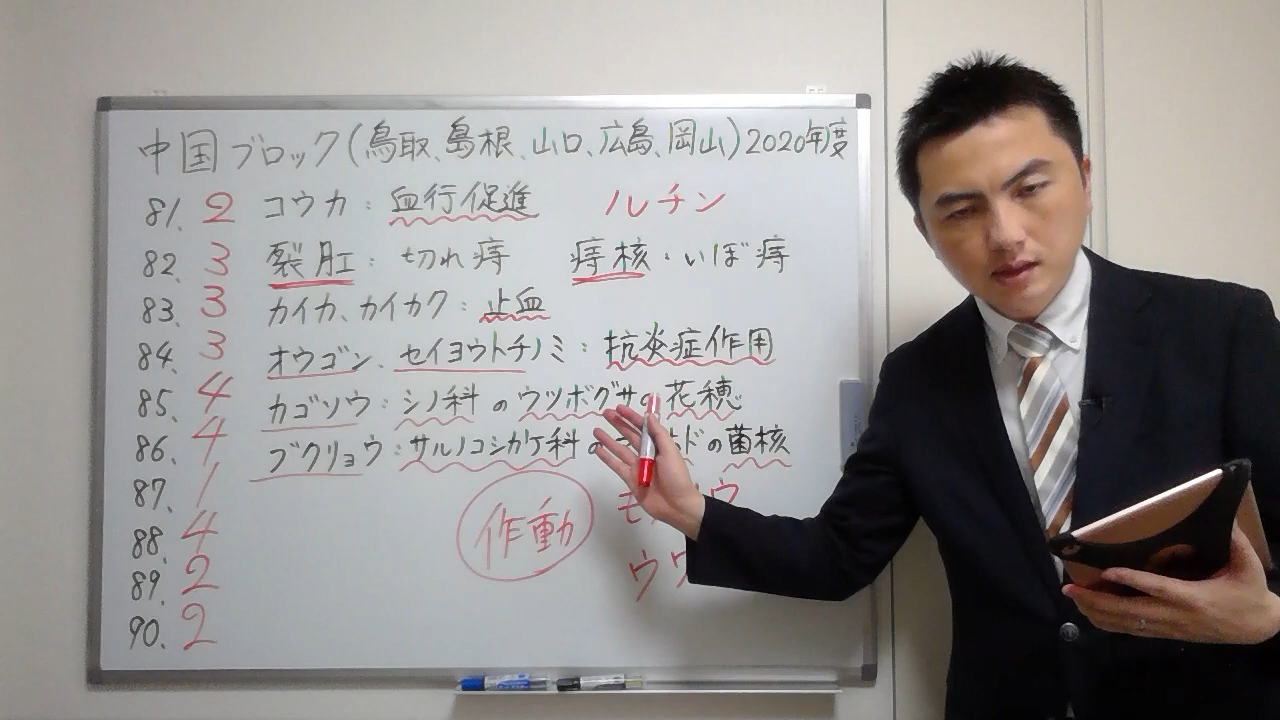 中国ブロック(鳥取、島根、山口、広島、岡山)2020年度
81. 2 コウカ:血行促進 ルチン
82. 3 裂肛:切れ痔 痔核・いぼ痔
83. 3 カイカ、カイカク:止血
84. 3 オウゴン、セイヨウトチノミ:抗炎症作用
85. 4 カゴソウ:シソ科のウツボグサの花穂
86. 4 ブクリョウ:サルノコシカケ科の ドの菌核
87. 1
88. 4 作動
89. 2
90. 2